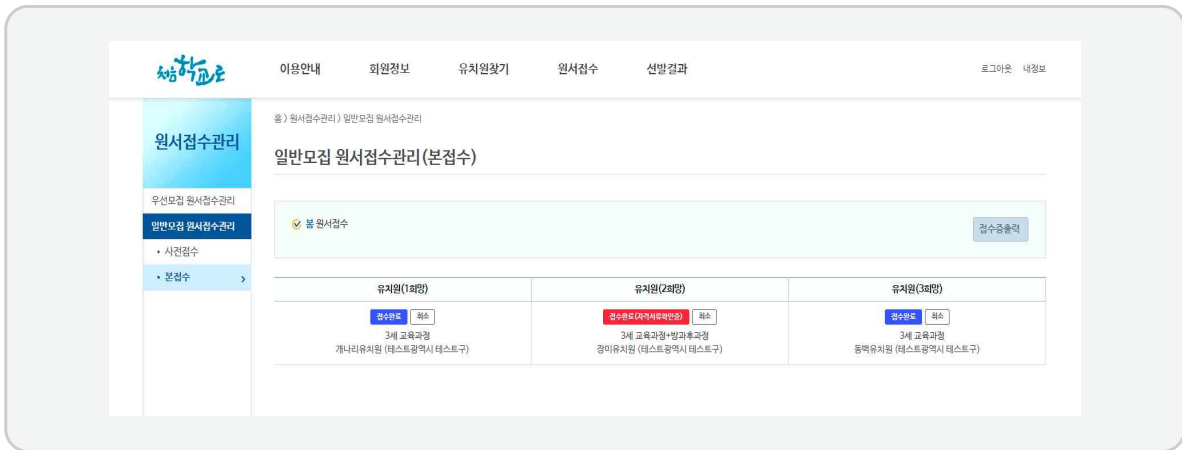 처음학교로
이용안내 회원정보 유치원찾기 원서접수 선발결과 로그아웃 내정보
홈 > 원서접수관리 > 일반모집 원서접수관리
원서접수관리
일반모집 원서접수관리(본접수)
우선모집 원서접수관리
일반모집 원서접수관리
• 사전접수
• 본접수 >
봄 원서접수 접수증출력
유치원(1희망) 유치원(2희망) 유치원(3희망)
접수완료 취소 접수완료(자격서류확인중) 취소 접수완료 취소
3세 교육과정 3세 교육과정+방과후과정 3세 교육과정
개나리유치원 (테스트광역시 테스트구) 장미유치원 (테스트광역시 테스트구) 동백유치원 (테스트광역시 테스트구)